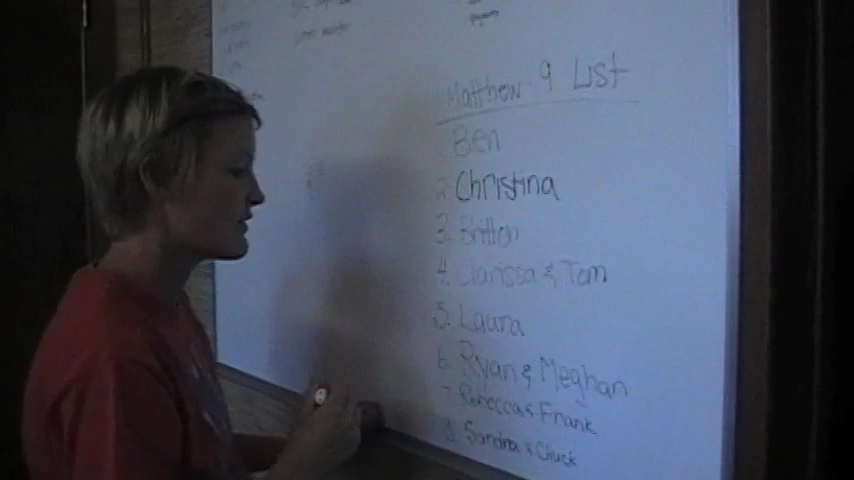 Matthew 9 List
Ben
2. Christina
3. Britton
4. Clarissa & Tom
5. Laura
6. Ryan & Meghan
7. Rebecca & Frank
8. Sandra & Chuck